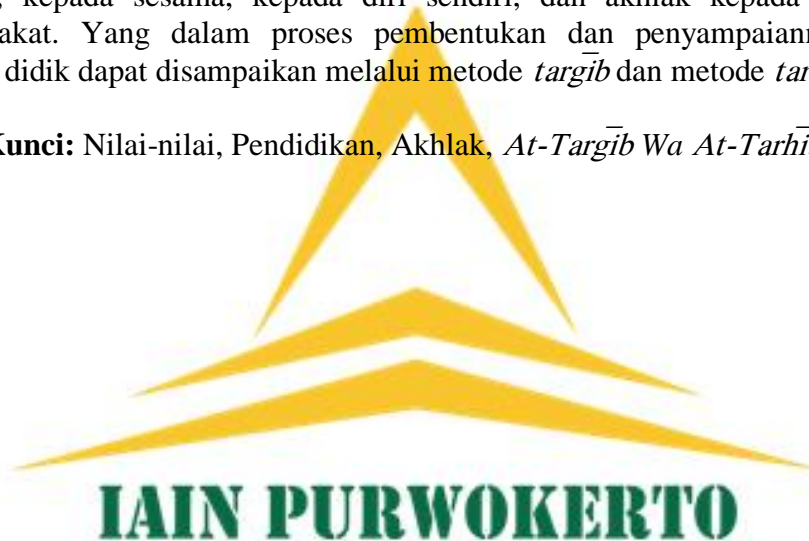 kepada sesama, kepada diri sendiri, dan akhlak kepada
akat. Yang dalam proses pembentukan dan penyampaian
didik dapat disampaikan melalui metode targīb dan metode tar
Kunci: Nilai-nilai, Pendidikan, Akhlak, At-Targīb Wa At-Tarhī
IAIN PURWOKERTO